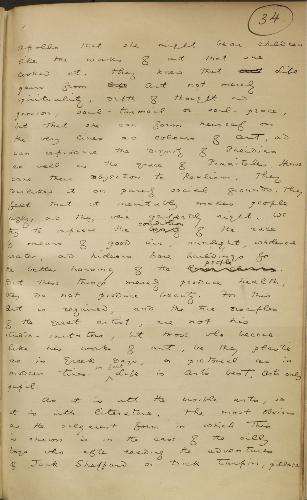 34
Apollo that she might bear children
like the works of art that she
looked at. They knew that Life
gains from Art not merely
spirituality, depth of thought and
passion, soul-turmoil or soul-peace,
but that she can form herself on
the very lines and colours of art, and
can reproduce the dignity of Pheidias
as well as the grace of Praxiteles. Hence
came their objection to Realism. They
disliked it on purely social grounds. They
felt that it inevitably makes people
ugly, and they were perfectly right. We
try to improve the conditions of the race
by means of good air, sunlight, wholesome
water, and hideous bare buildings for
the better housing of the people
But these things merely produce health,
they do not produce beauty. For this
Art is required, and the true disciples
of the great artist are not his
studio-imitators, but those who become
like his works of art, be they plastic
as in Greek days, or pictorial as in
modern times in fact Life is Art's best, Art's only
pupil.
As it is with the visible arts, so
it is with literature. The most obvious
and the vulgarest form in which this
is shown is in the case of the silly
boys who after reading the adventures
of Jack Sheppard or Dick Turpin, pillage